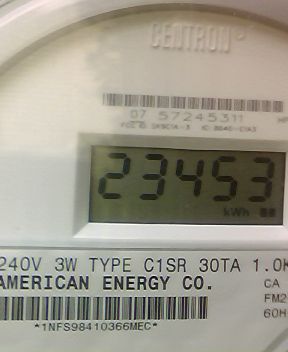 CENTRON®
07 57245311
23453
kWh
240V 3W TYPE C1SR 30TA 1.0K
AMERICAN ENERGY CO.
CA
FM2
60H
*1NFS98410366MEC*